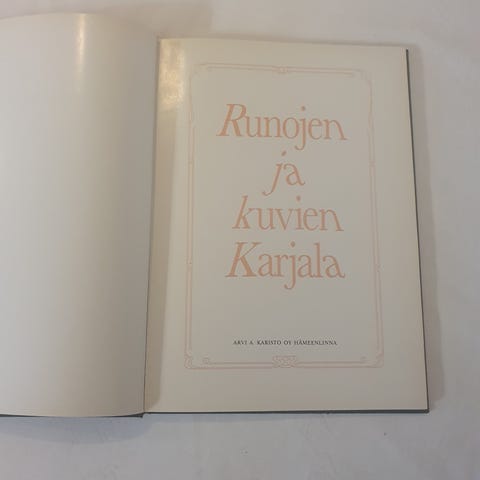 Runojen
ja
kuvien
Karjala
ARVI A. KARISTO OY HÄMEENLINNA